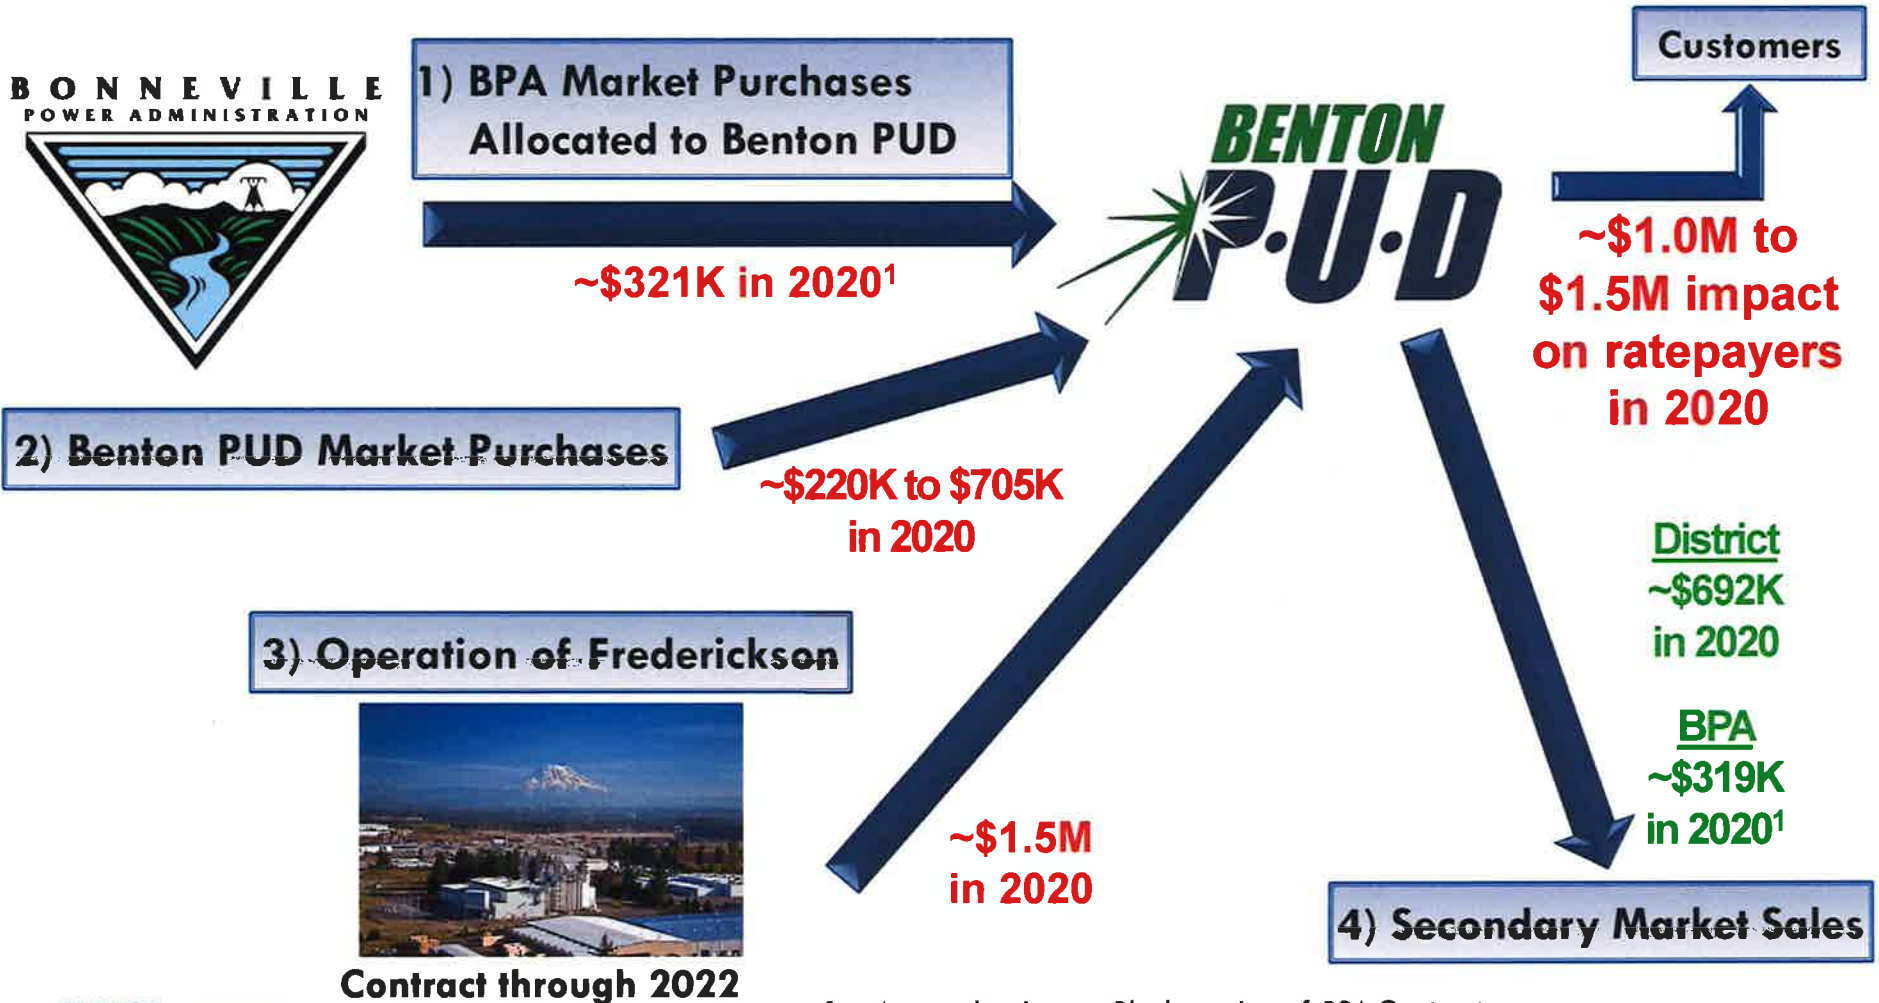 BONNEVILLE
POWER ADMINISTRATION
1) BPA Market Purchases
Allocated to Benton PUD
~$321K in 2020¹
BENTON
P·U·D
Customers
~$1.0M to
$1.5M impact
on ratepayers
in 2020
2) Benton PUD Market Purchases
~$220K to $705K
in 2020
3) Operation of Frederickson
~$1.5M
in 2020
Contract through 2022
District
~$692K
in 2020
BPA
~$319K
in 2020¹
4) Secondary Market Sales